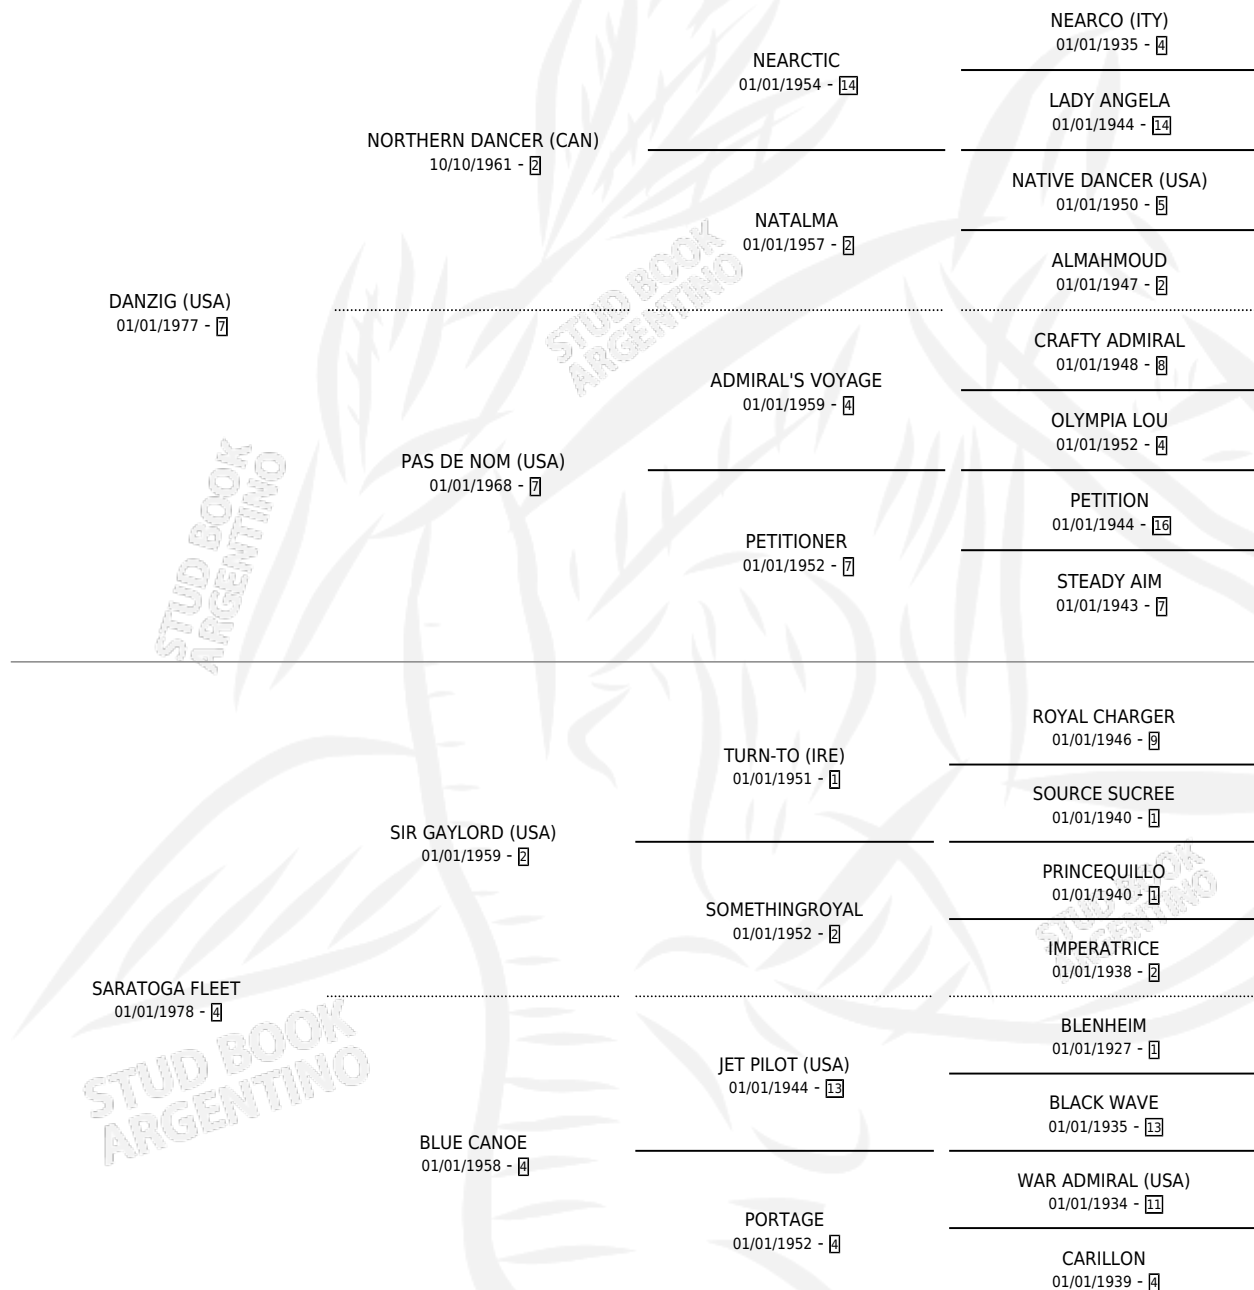 NEARCO (ITY)
01/01/1935 - 4
NEARCTIC
01/01/1954 - 14
LADY ANGELA
01/01/1944 - 14
NORTHERN DANCER (CAN)
10/10/1961 - 2
NATIVE DANCER (USA)
01/01/1950 - 5
NATALMA
01/01/1957 - 2
ALMAHMOUD
01/01/1947 - 2
DANZIG (USA)
01/01/1977 - 7
STUD BOOK
ARGENTINO
CRAFTY ADMIRAL
01/01/1948 - 8
ADMIRAL'S VOYAGE
01/01/1959 - 4
OLYMPIA LOU
01/01/1952 - 4
PAS DE NOM (USA)
01/01/1968 - 7
PETITION
01/01/1944 - 16
PETITIONER
01/01/1952 - 7
STEADY AIM
01/01/1943 - 7
STUD BOOK
ARGENTINO
ROYAL CHARGER
01/01/1946 - 9
TURN-TO (IRE)
01/01/1951 - 1
SOURCE SUCREE
01/01/1940 - 1
SIR GAYLORD (USA)
01/01/1959 - 2
PRINCEQUILLO
01/01/1940 - 1
SOMETHINGROYAL
01/01/1952 - 2
IMPERATRICE
01/01/1938 - 2
STUD BOOK
ARGENTINO
SARATOGA FLEET
01/01/1978 - 4
BLENHEIM
01/01/1927 - 1
JET PILOT (USA)
01/01/1944 - 13
BLACK WAVE
01/01/1935 - 13
STUD BOOK
ARGENTINO
BLUE CANOE
01/01/1958 - 4
WAR ADMIRAL (USA)
01/01/1934 - 11
PORTAGE
01/01/1952 - 4
CARILLON
01/01/1939 - 4